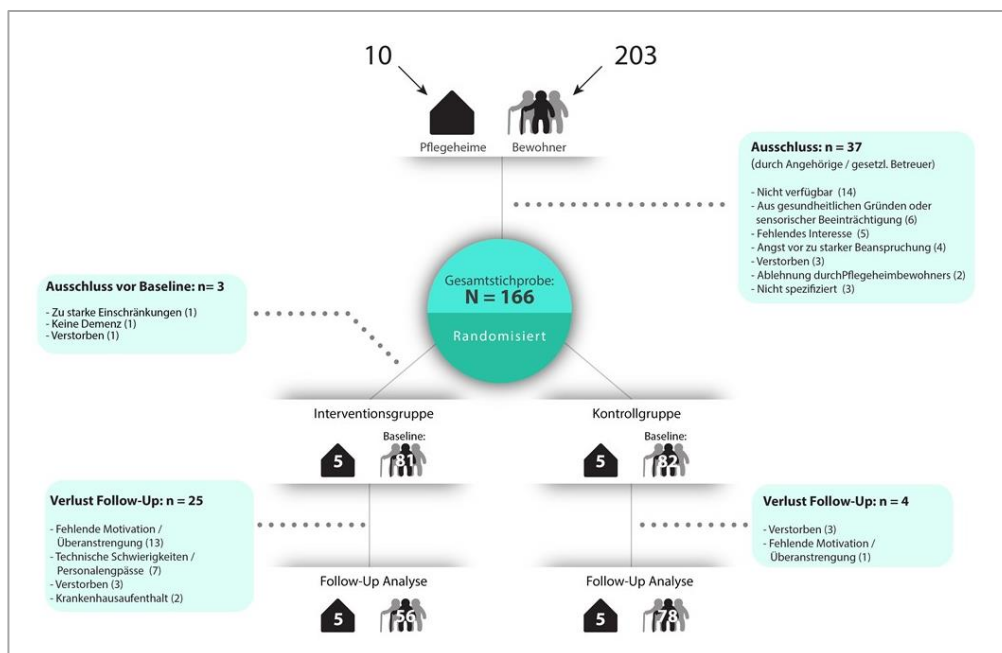 10
203
Pflegeheime
Bewohner
Ausschluss: n = 37
(durch Angehörige / gesetzl. Betreuer)
- Nicht verfügbar (14)
- Aus gesundheitlichen Gründen oder
sensorischer Beeinträchtigung (6)
- Fehlendes Interesse (5)
- Angst vor zu starker Beanspruchung (4)
- Verstorben (3)
- Ablehnung durchPflegeheimbewohners (2)
- Nicht spezifiziert (3)
Gesamtstichprobe:
N = 166
Randomisiert
Ausschluss vor Baseline: n= 3
- Zu starke Einschränkungen (1)
- Keine Demenz (1)
- Verstorben (1)
Interventionsgruppe
Baseline:
5
81
Kontrollgruppe
Baseline:
5
82
Verlust Follow-Up: n = 25
- Fehlende Motivation /
Überanstrengung (13)
- Technische Schwierigkeiten /
Personalengpässe (7)
- Verstorben (3)
- Krankenhausaufenthalt (2)
Verlust Follow-Up: n = 4
- Verstorben (3)
- Fehlende Motivation /
Überanstrengung (1)
Follow-Up Analyse
5
56
Follow-Up Analyse
5
78